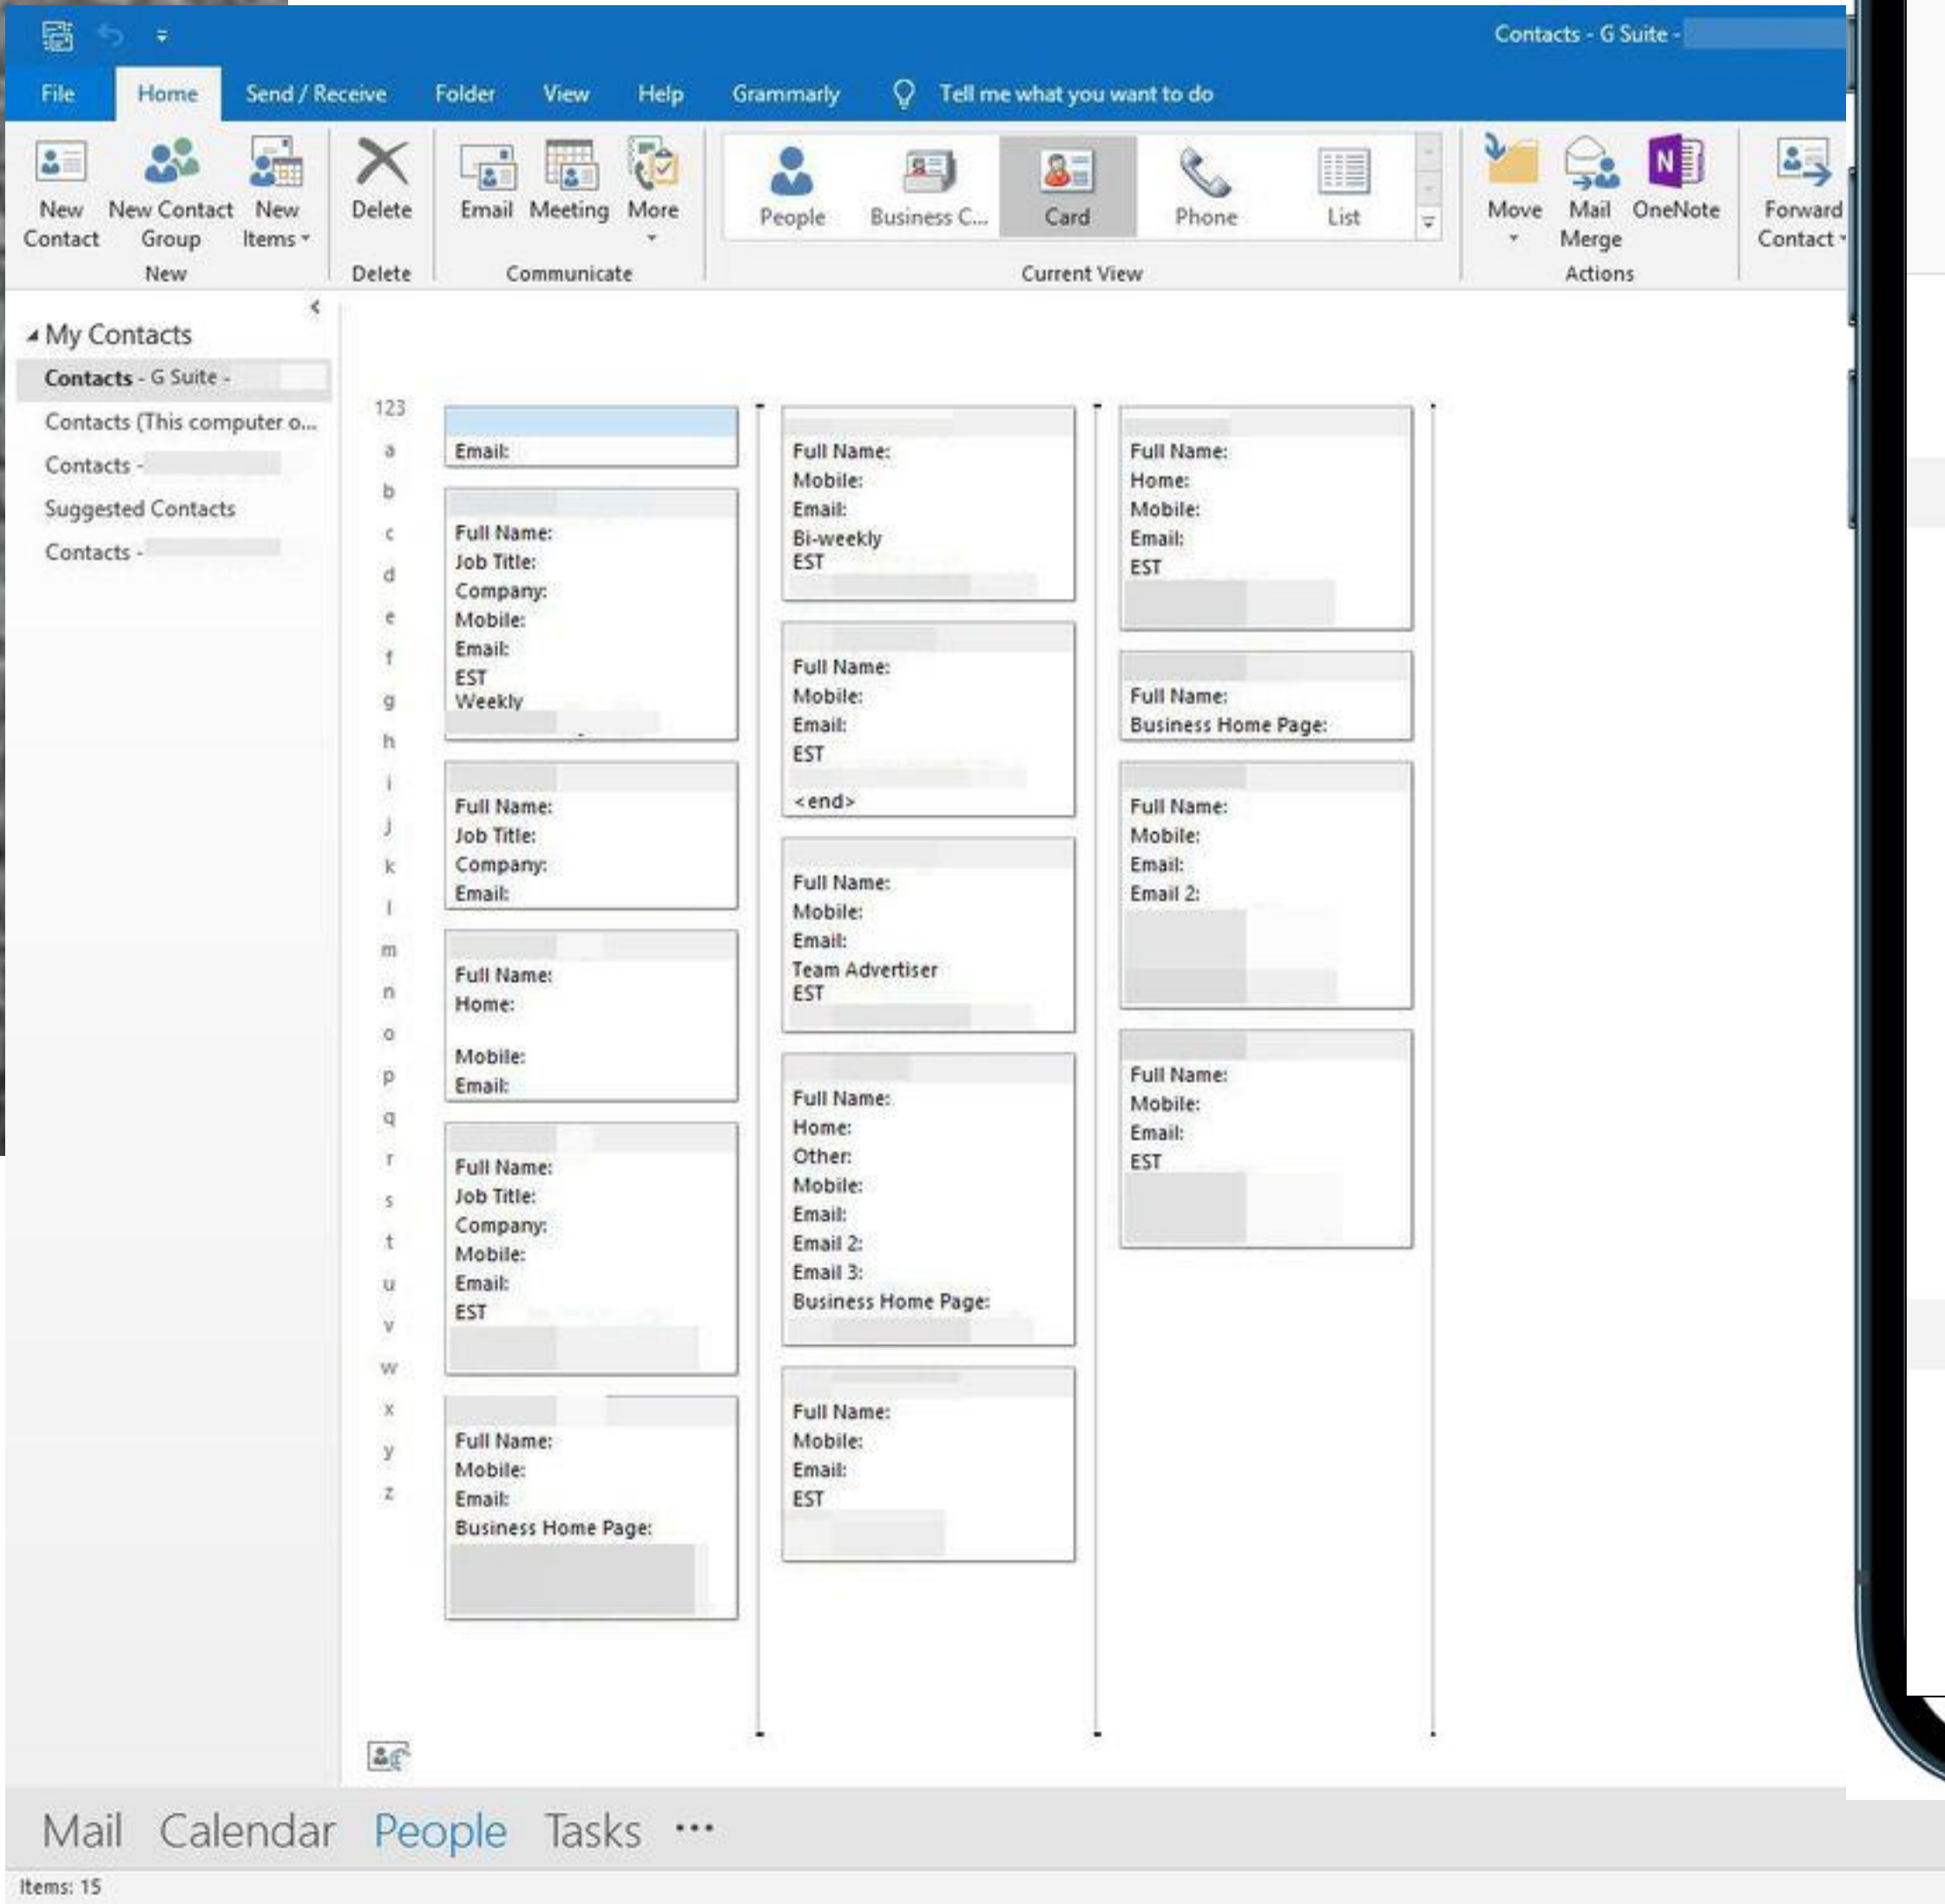 Contacts - G Suite -
File Home Send / Receive Folder View Help Grammarly Tell me what you want to do
New Contact
New Contact Group
New Items
New
Delete
Delete
Email
Meeting
More
Communicate
People
Business C...
Card
Phone
List
Current View
Move
Mail Merge
N
OneNote
Actions
Forward Contact
My Contacts
Contacts - G Suite -
Contacts (This computer o...
Contacts -
Suggested Contacts
Contacts -
123
a
b
c
d
e
f
g
h
i
j
k
l
m
n
o
p
q
r
s
t
u
v
w
x
y
z
Email:
Full Name:
Job Title:
Company:
Mobile:
Email:
EST
Weekly
Full Name:
Job Title:
Company:
Email:
Full Name:
Home:
Mobile:
Email:
Full Name:
Job Title:
Company:
Mobile:
Email:
EST
Full Name:
Mobile:
Email:
Business Home Page:
Full Name:
Mobile:
Email:
Bi-weekly
EST
Full Name:
Mobile:
Email:
EST
<end>
Full Name:
Mobile:
Email:
Team Advertiser
EST
Full Name:
Home:
Other:
Mobile:
Email:
Email 2:
Email 3:
Business Home Page:
Full Name:
Mobile:
Email:
EST
Full Name:
Home:
Mobile:
Email:
EST
Full Name:
Business Home Page:
Full Name:
Mobile:
Email:
Email 2:
Full Name:
Mobile:
Email:
EST
Mail Calendar People Tasks ...
Items: 15